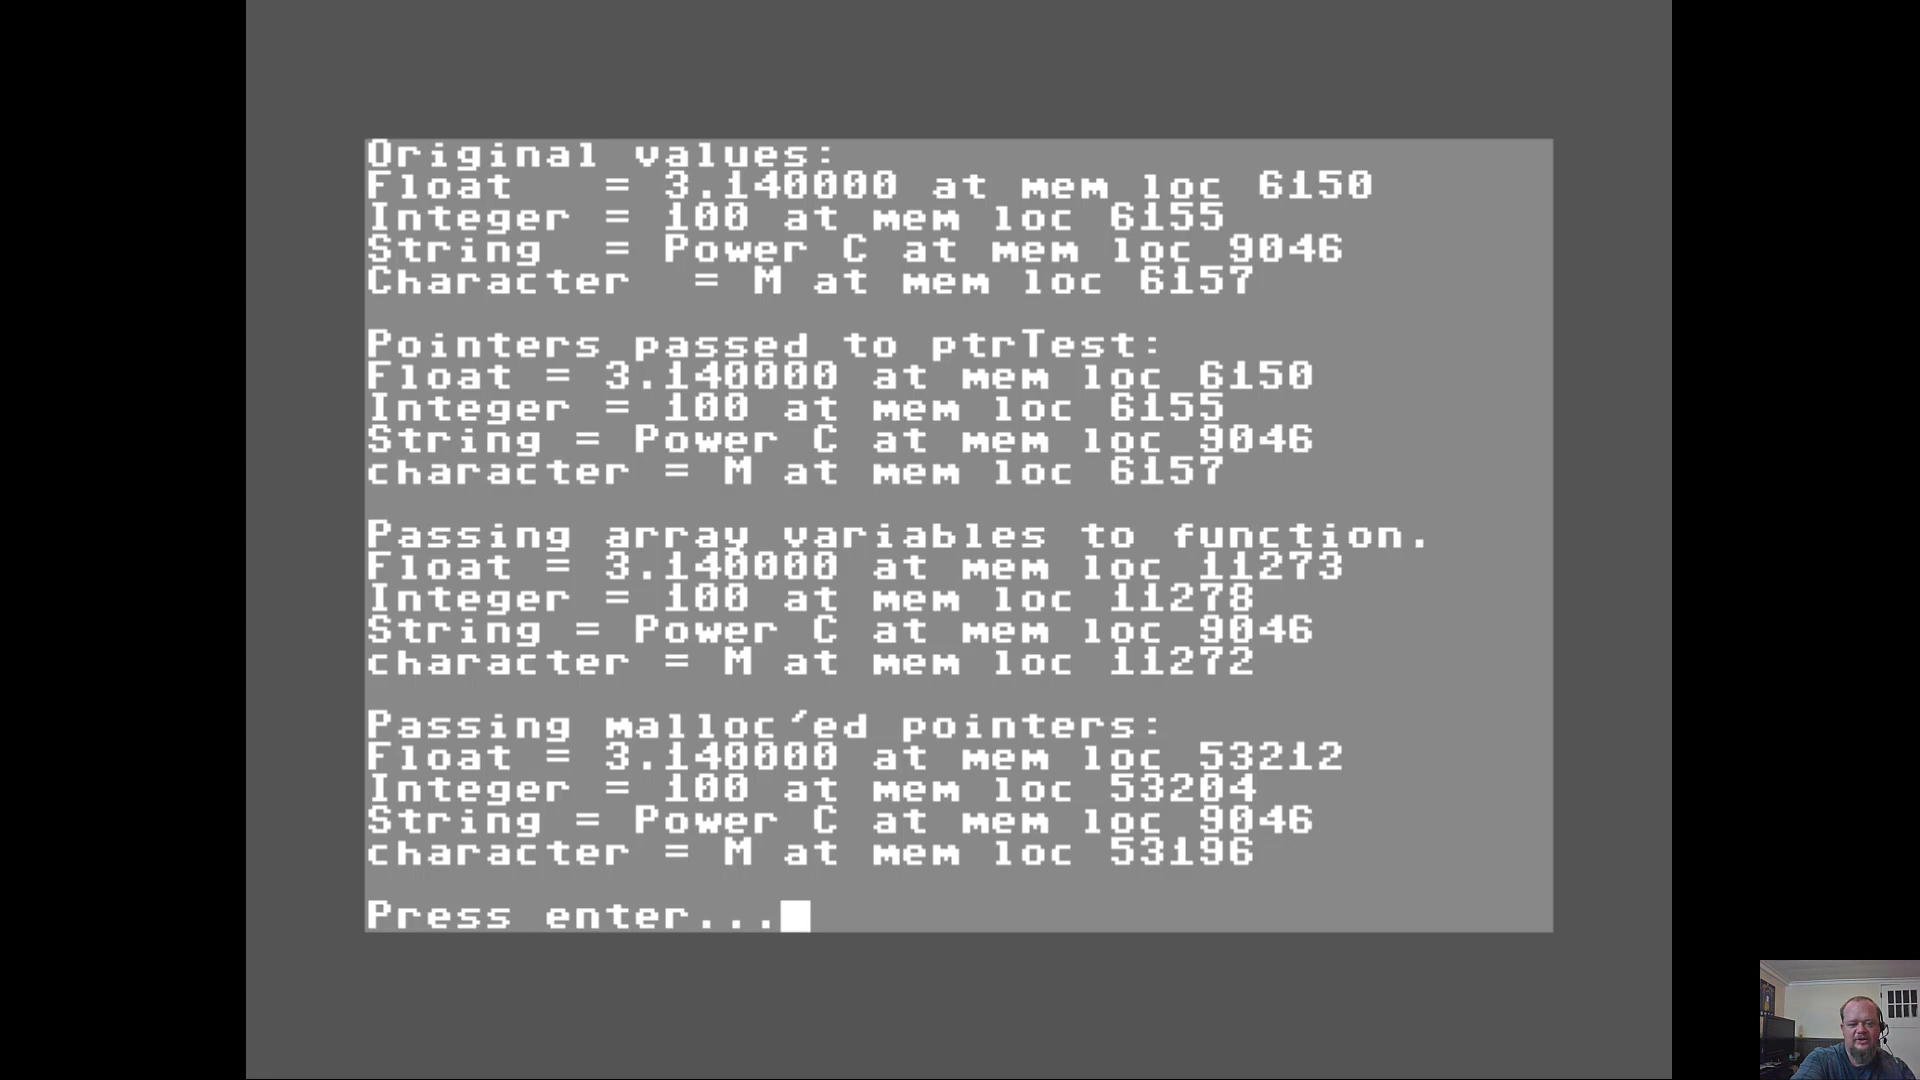 Original values:
Float   = 3.140000 at mem loc 6150
Integer = 100 at mem loc 6155
String  = Power C at mem loc 9046
Character  = M at mem loc 6157
Pointers passed to ptrTest:
Float = 3.140000 at mem loc 6150
Integer = 100 at mem loc 6155
String = Power C at mem loc 9046
character = M at mem loc 6157
Passing array variables to function.
Float = 3.140000 at mem loc 11273
Integer = 100 at mem loc 11278
String = Power C at mem loc 9046
character = M at mem loc 11272
Passing malloc'ed pointers:
Float = 3.140000 at mem loc 53212
Integer = 100 at mem loc 53204
String = Power C at mem loc 9046
character = M at mem loc 53196
Press enter...